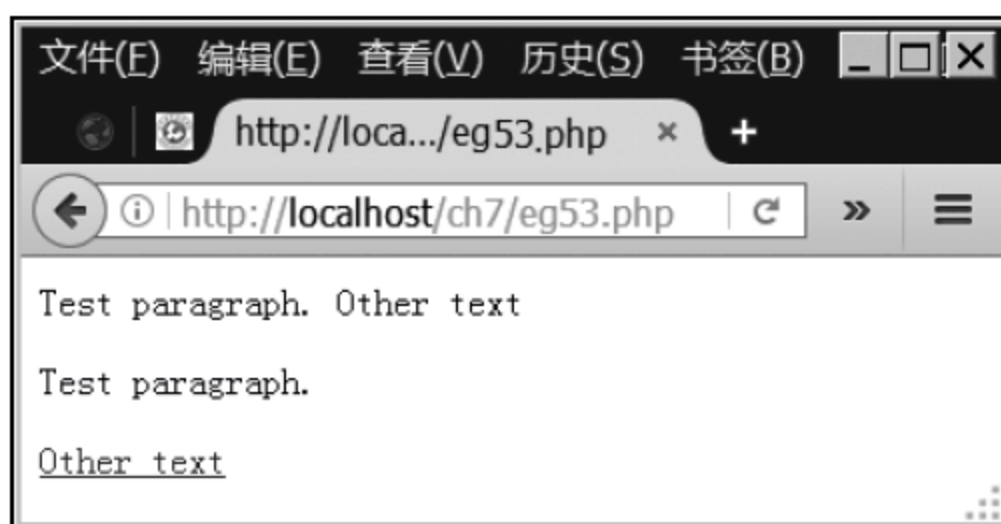 文件(F) 编辑(E) 查看(V) 历史(S) 书签(B)
http://loca.../eg53.php
http://localhost/ch7/eg53.php
Test paragraph. Other text
Test paragraph.
Other text